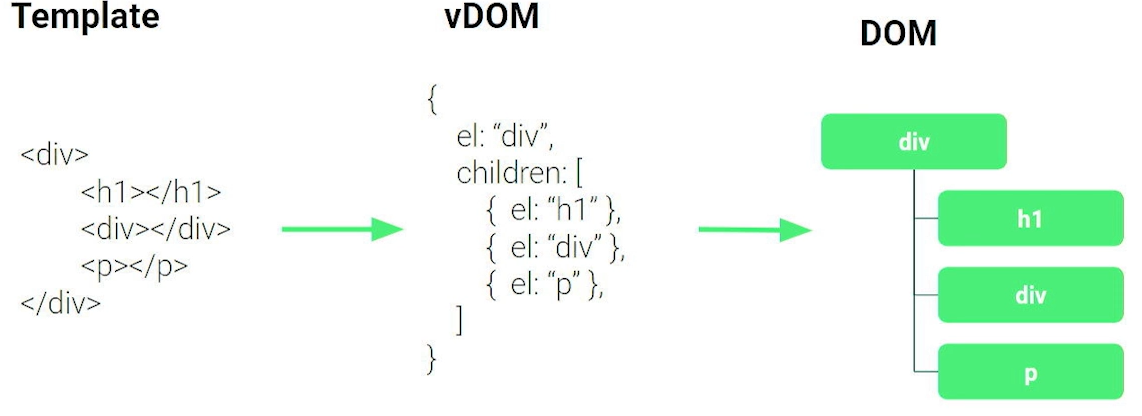 Template
<div>
<h1></h1>
<div></div>
<p></p>
</div>
vDOM
{
el: “div”,
children: [
{ el: “h1” },
{ el: “div” },
{ el: “p” },
]
}
DOM
div
h1
div
p